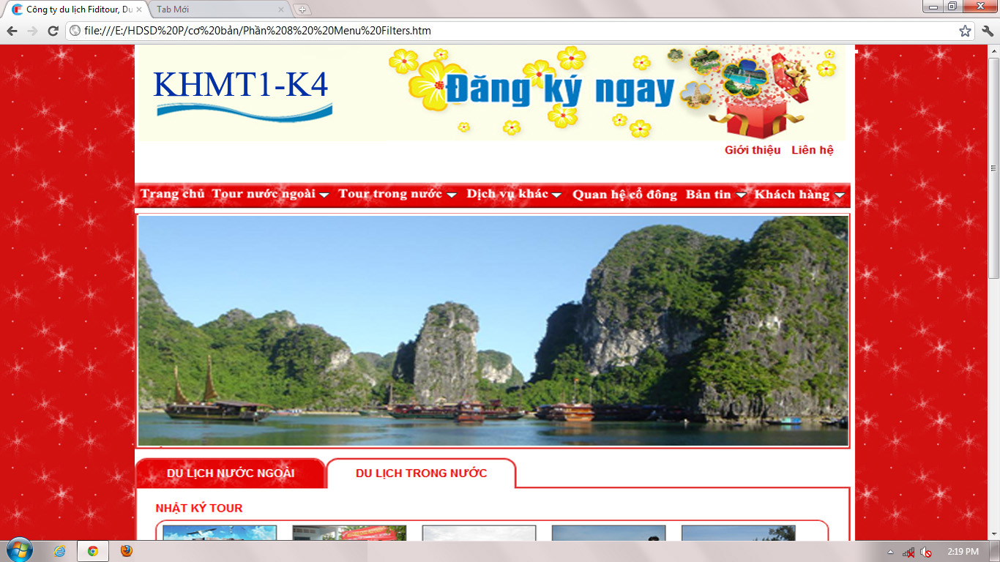 Công ty du lịch Fiditour, Du
Tab Mới
file:///E:/HDSD%20P/cơ%20bản/Phần%208%20%20Menu%20Filters.htm
KHMT1-K4
Đăng ký ngay
Giới thiệu Liên hệ
Trang chủ Tour nước ngoài Tour trong nước Dịch vụ khác Quan hệ cổ đông Bản tin Khách hàng
DU LỊCH NƯỚC NGOÀI DU LỊCH TRONG NƯỚC
NHẬT KÝ TOUR
2:19 PM